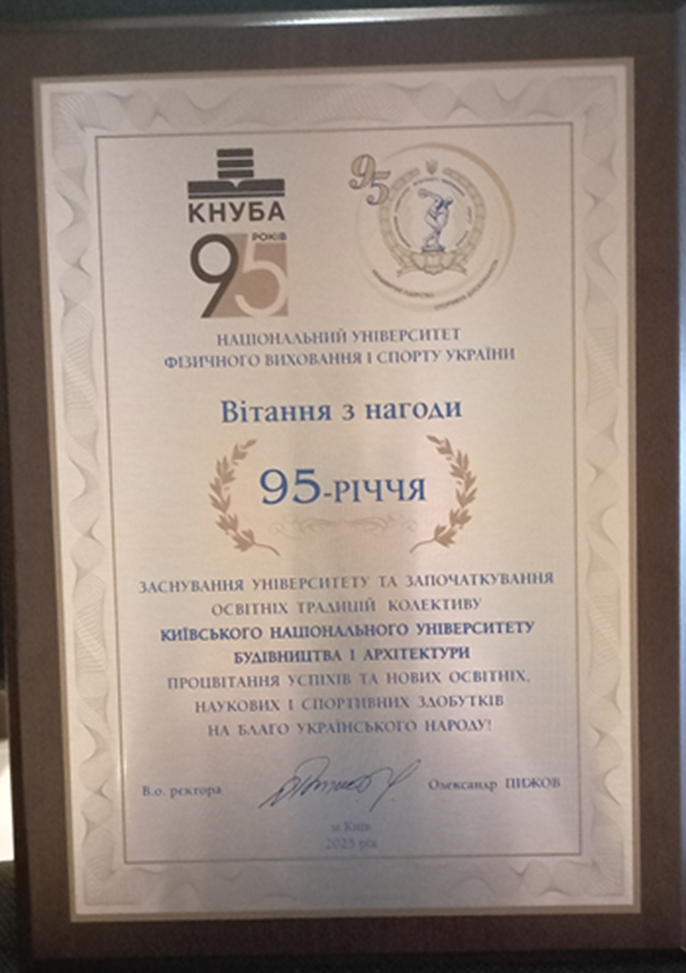 КНУБА
РОКІВ
95
95
НАЦІОНАЛЬНИЙ УНІВЕРСИТЕТ
ФІЗИЧНОГО ВИХОВАННЯ І СПОРТУ УКРАЇНИ
Вітання з нагоди
95-РІЧЧЯ
ЗАСНУВАННЯ УНІВЕРСИТЕТУ ТА ЗАПОЧАТКУВАННЯ
ОСВІТНІХ ТРАДИЦІЙ КОЛЕКТИВУ
КИЇВСЬКОГО НАЦІОНАЛЬНОГО УНІВЕРСИТЕТУ
БУДІВНИЦТВА І АРХІТЕКТУРИ
ПРОЦВІТАННЯ УСПІХІВ ТА НОВИХ ОСВІТНІХ,
НАУКОВИХ І СПОРТИВНИХ ЗДОБУТКІВ
НА БЛАГО УКРАЇНСЬКОГО НАРОДУ!
В.о. ректора Олександр ПИЖОВ
м.Київ
2025 рік